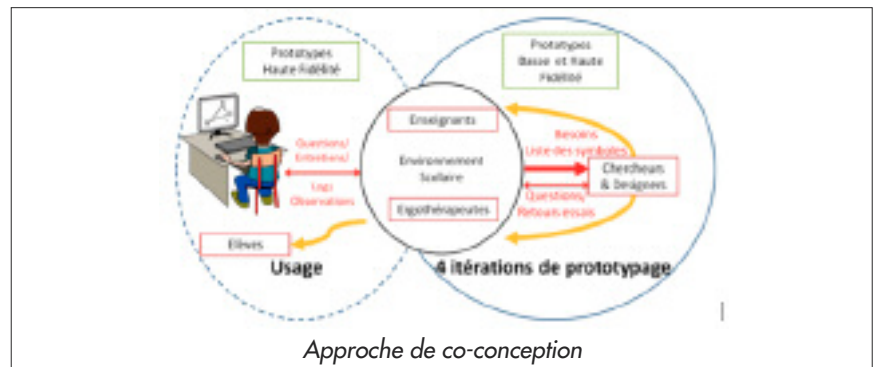 Prototypes
Haute Fidélité
Prototypes
Basse et Haute
Fidélité
Enseignants
Environnement
Scolaire
Ergothérapeutes
Questions/
Entretiens/
Logs
Observations
Besoins
Liste des symboles
Chercheurs
& Designers
Questions/
Retours essais
Elèves
Usage
4 itérations de prototypage
Approche de co-conception